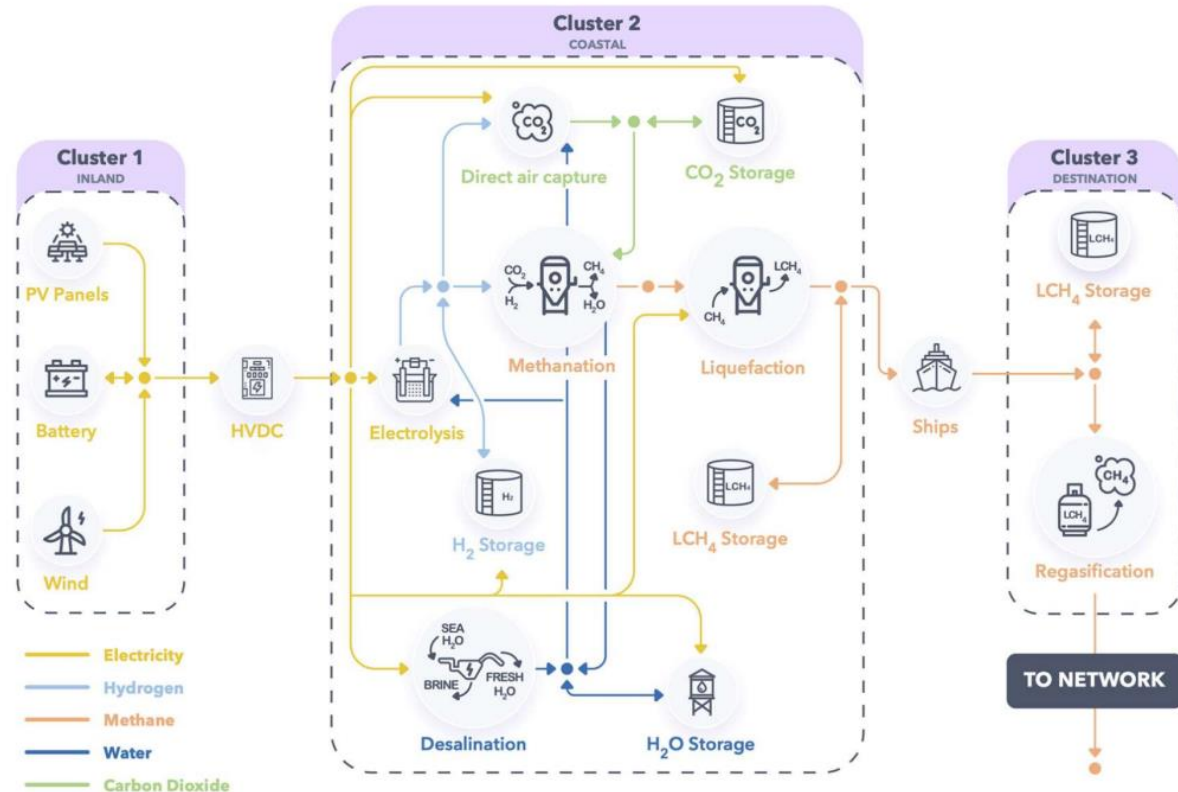 Cluster 1
INLAND
PV Panels
Battery
Wind
HVDC
Cluster 2
COASTAL
CO2
Direct air capture
CO2
CO2 Storage
CO2
H2
CH4
H2O
Methanation
CH4
LCH4
Liquefaction
Electrolysis
H2
H2 Storage
LCH4
LCH4 Storage
SEA
H2O
BRINE
FRESH
H2O
Desalination
H2O Storage
Ships
Cluster 3
DESTINATION
LCH4
LCH4 Storage
LCH4
CH4
Regasification
TO NETWORK
Electricity
Hydrogen
Methane
Water
Carbon Dioxide